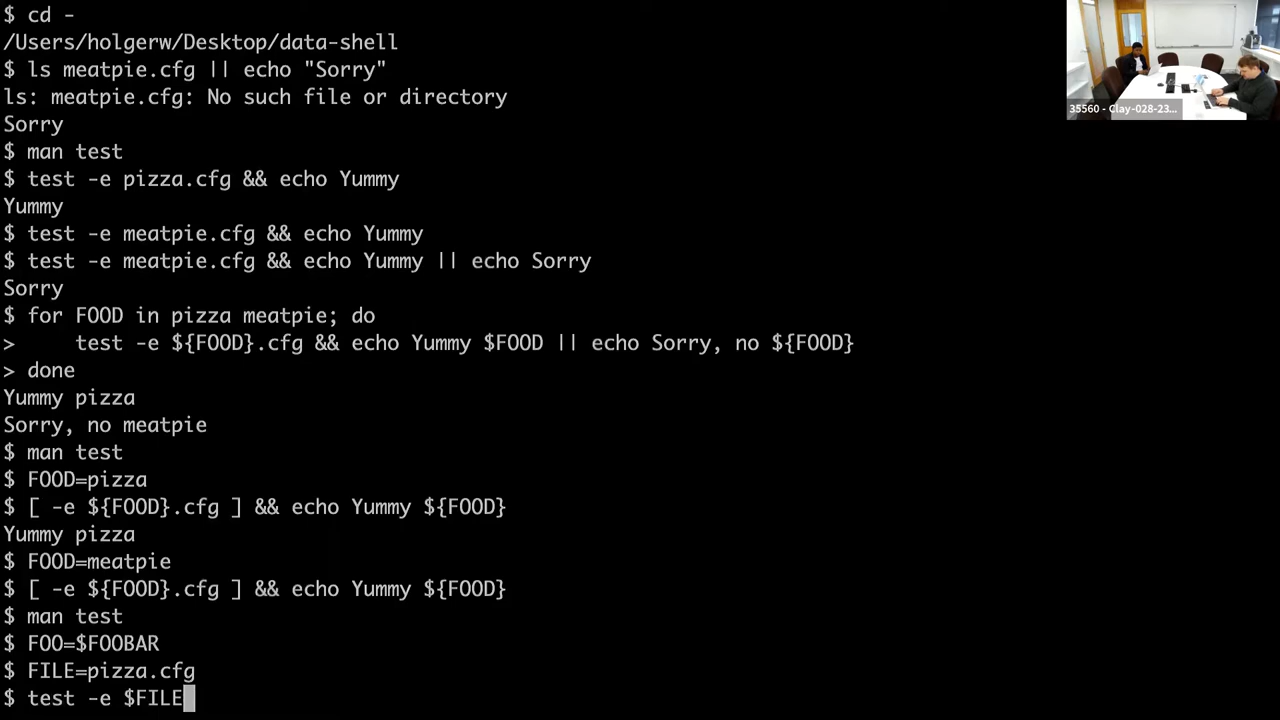 $ cd -
/Users/holgerw/Desktop/data-shell
$ ls meatpie.cfg || echo "Sorry"
ls: meatpie.cfg: No such file or directory
Sorry
$ man test
$ test -e pizza.cfg && echo Yummy
Yummy
$ test -e meatpie.cfg && echo Yummy
$ test -e meatpie.cfg && echo Yummy || echo Sorry
Sorry
$ for FOOD in pizza meatpie; do
>     test -e ${FOOD}.cfg && echo Yummy $FOOD || echo Sorry, no ${FOOD}
> done
Yummy pizza
Sorry, no meatpie
$ man test
$ FOOD=pizza
$ [ -e ${FOOD}.cfg ] && echo Yummy ${FOOD}
Yummy pizza
$ FOOD=meatpie
$ [ -e ${FOOD}.cfg ] && echo Yummy ${FOOD}
$ man test
$ FOO=$FOOBAR
$ FILE=pizza.cfg
$ test -e $FILE
35560 - Clay-028-23...